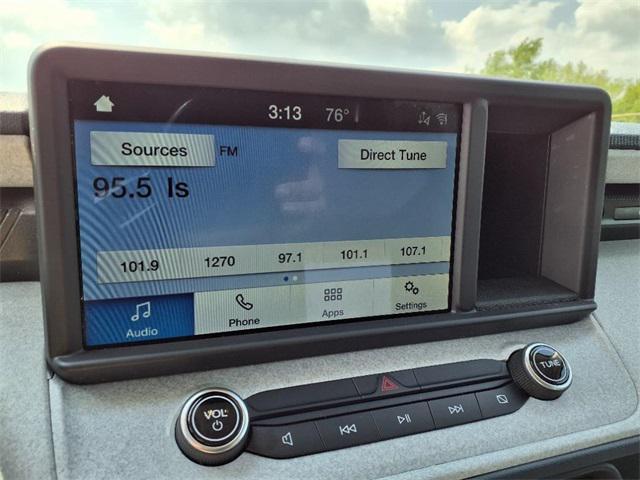 3:13 76°
Sources FM Direct Tune
95.5 Is
101.9 1270 97.1 101.1 107.1
Audio Phone Apps Settings
VOL TUNE